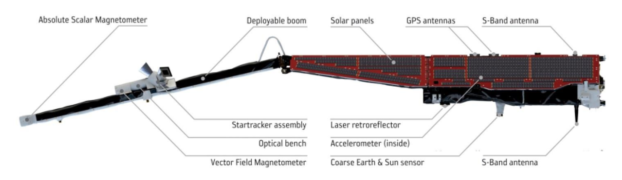 Absolute Scalar Magnetometer
Deployable boom
Solar panels
GPS antennas
S-Band antenna
Startracker assembly
Optical bench
Vector Field Magnetometer
Laser retroreflector
Accelerometer (inside)
Coarse Earth & Sun sensor
S-Band antenna